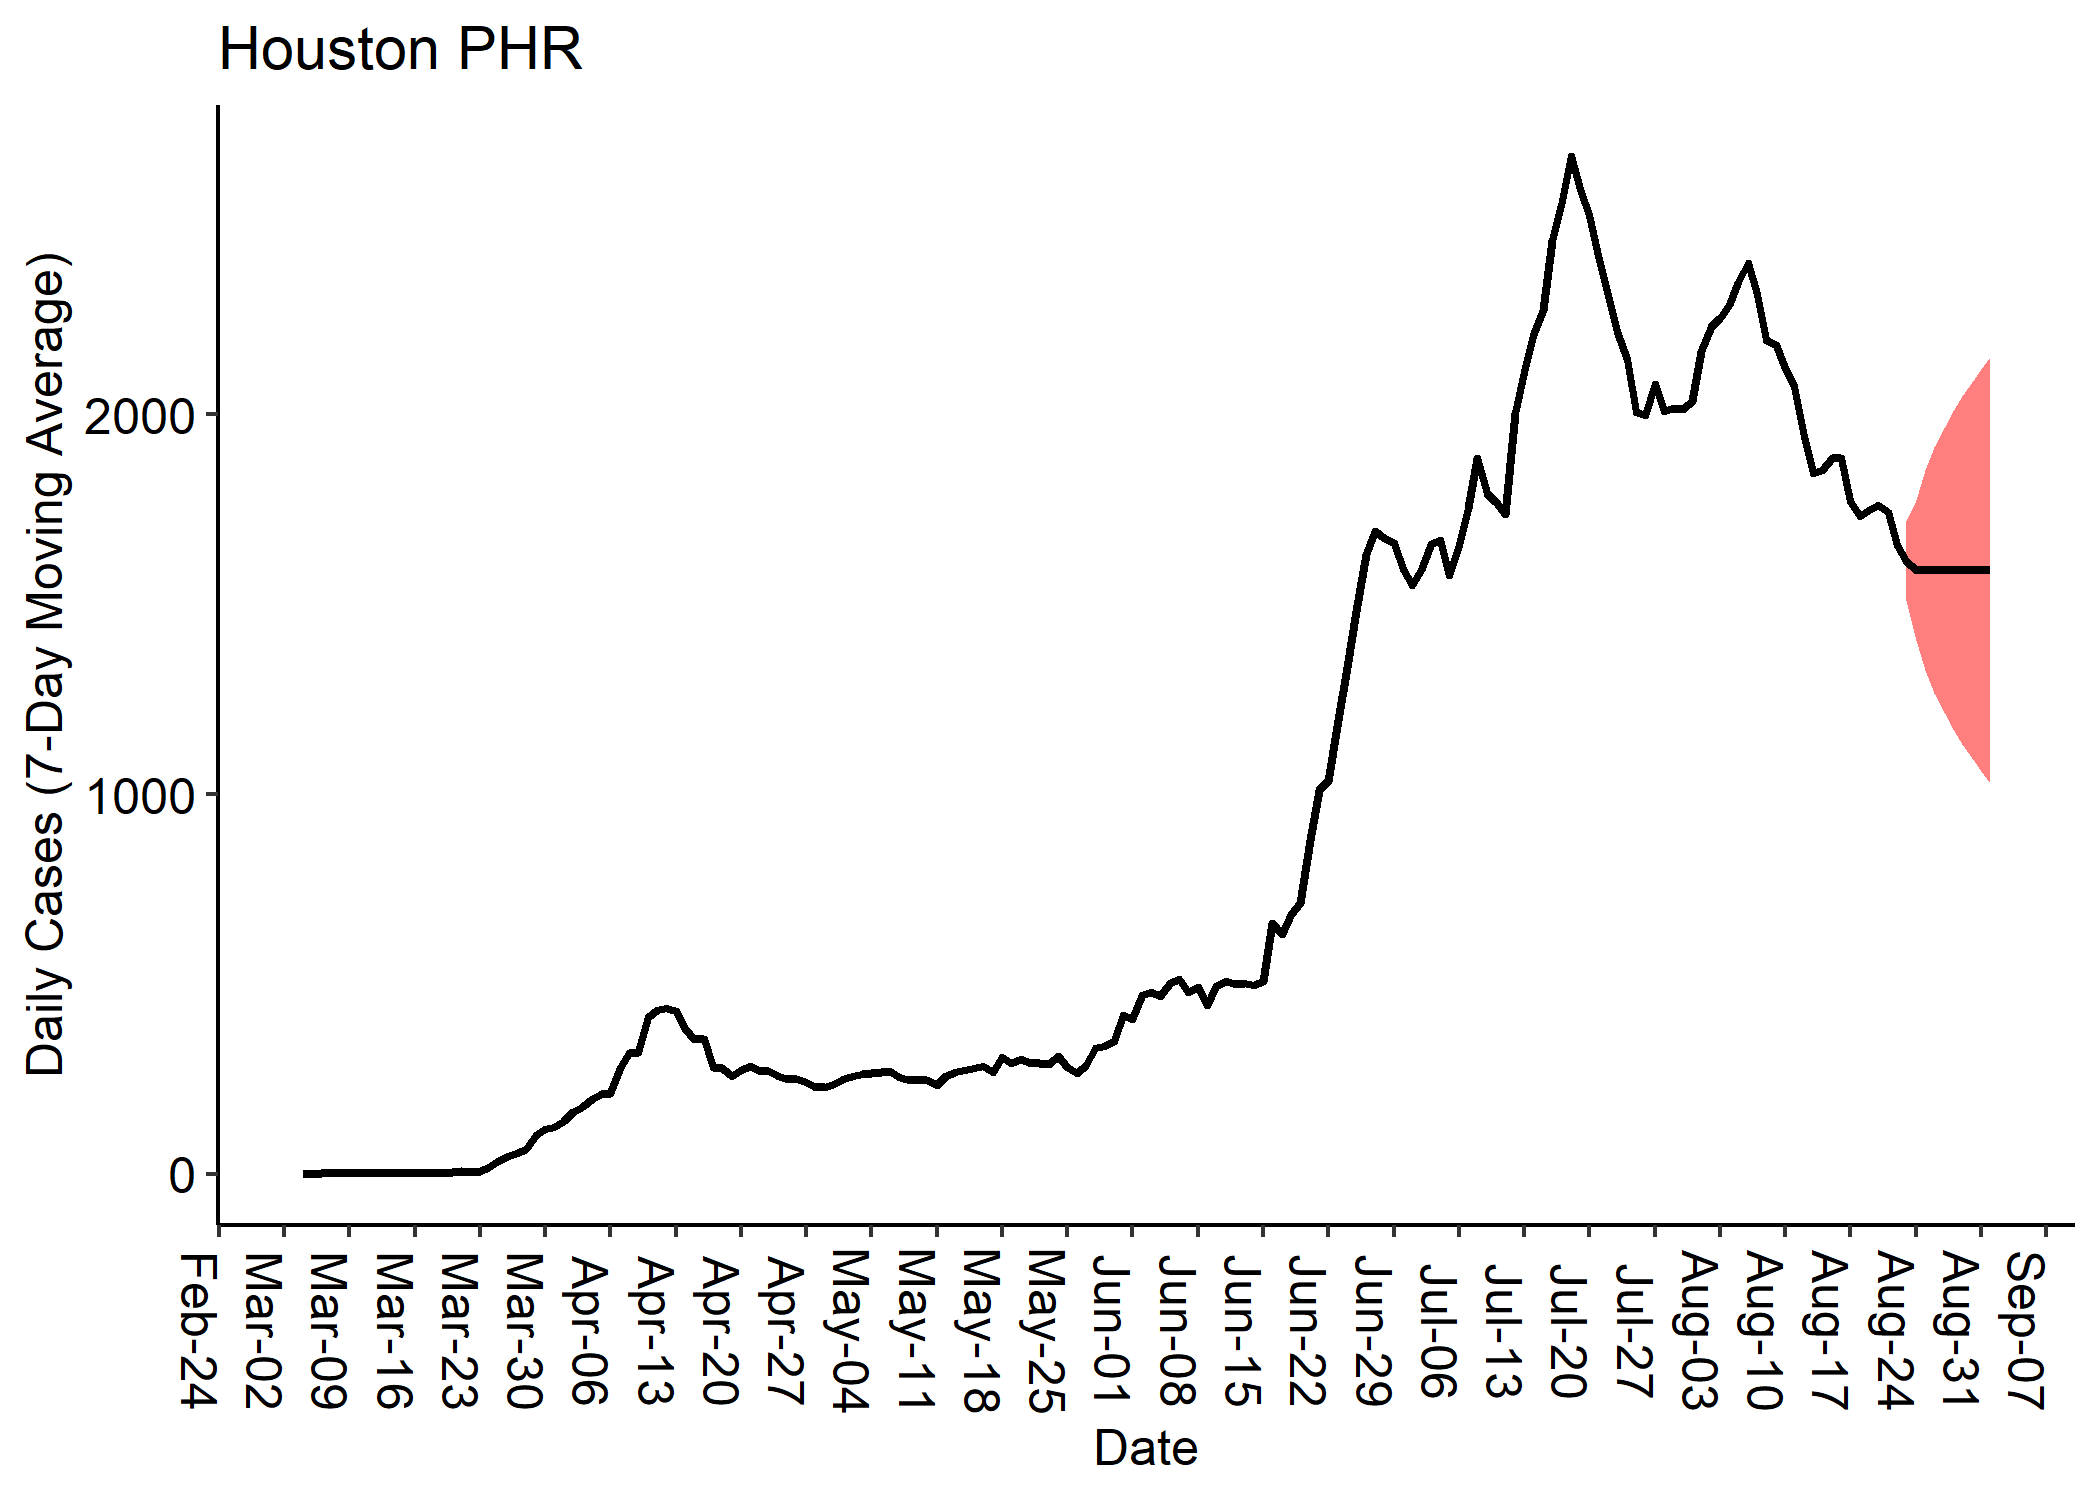 Houston PHR
Daily Cases (7-Day Moving Average)
2000
1000
0
Feb-24
Mar-02
Mar-09
Mar-16
Mar-23
Mar-30
Apr-06
Apr-13
Apr-20
Apr-27
May-04
May-11
May-18
May-25
Jun-01
Jun-08
Jun-15
Jun-22
Jun-29
Jul-06
Jul-13
Jul-20
Jul-27
Aug-03
Aug-10
Aug-17
Aug-24
Aug-31
Sep-07
Date